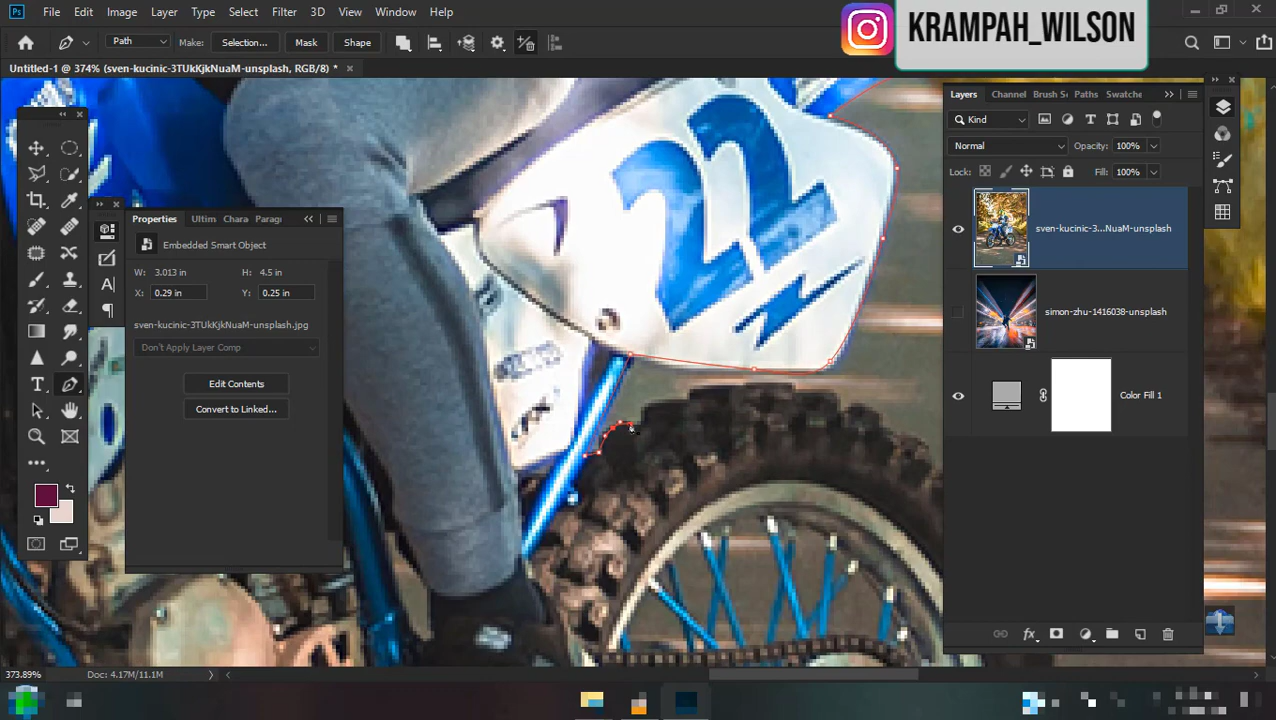 Ps File Edit Image Layer Type Select Filter 3D View Window Help
KRAMPAH_WILSON
Path Make: Selection... Mask Shape
Untitled-1 @ 374% (sven-kucinic-3TUkKjkNuaM-unsplash, RGB/8) *
Layers Channel Brush Se Paths Swatche
Kind
Normal Opacity: 100%
Lock: Fill: 100%
sven-kucinic-3...NuaM-unsplash
simon-zhu-1416038-unsplash
Color Fill 1
fx
Properties Ultim Chara Paragi
Embedded Smart Object
W: 3.013 in H: 4.5 in
X: 0.29 in Y: 0.25 in
sven-kucinic-3TUkKjkNuaM-unsplash.jpg
Don't Apply Layer Comp
Edit Contents
Convert to Linked...
22
373.89% Doc: 4.17M/11.1M